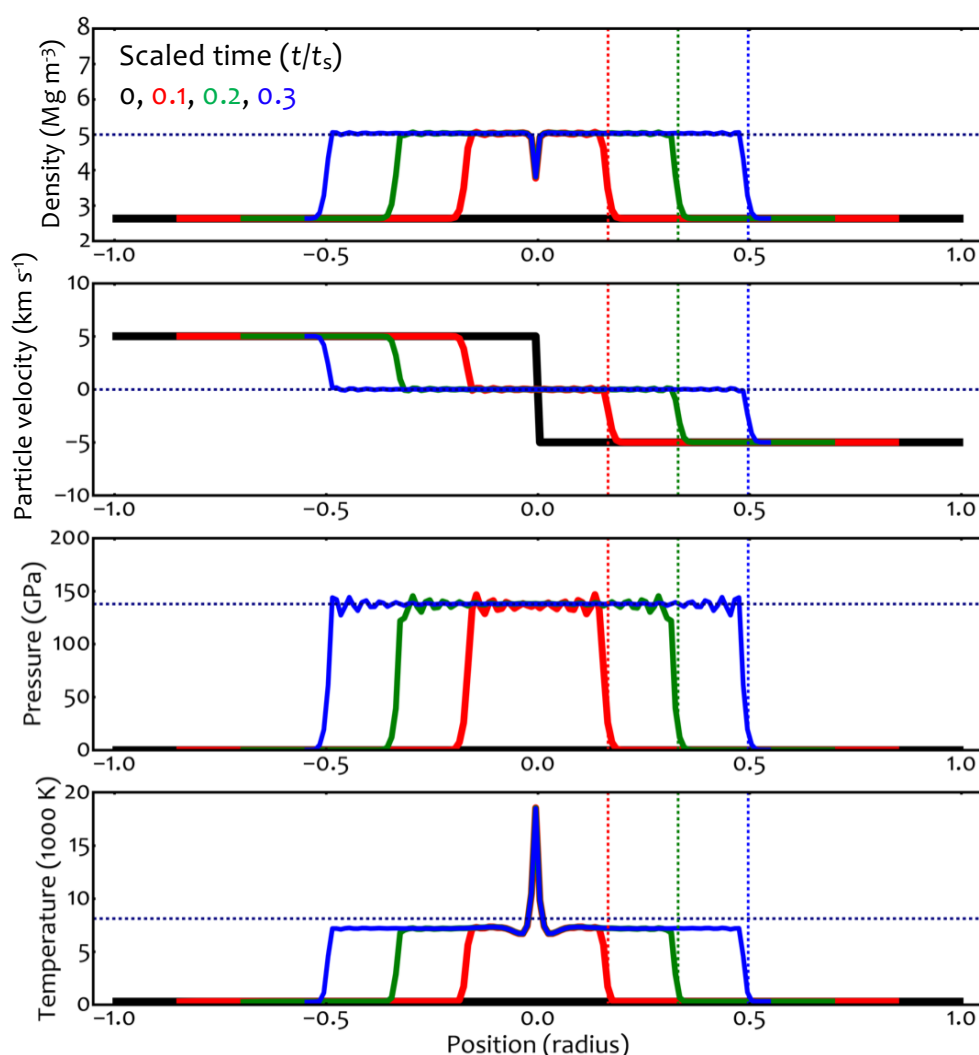 Density (Mg m⁻³)
8
7
6
5
4
3
2
Scaled time (t/tₛ)
0, 0.1, 0.2, 0.3
−1.0 −0.5 0.0 0.5 1.0
Particle velocity (km s⁻¹)
10
5
0
−5
−10
−1.0 −0.5 0.0 0.5 1.0
Pressure (GPa)
200
150
100
50
0
−1.0 −0.5 0.0 0.5 1.0
Temperature (1000 K)
20
15
10
5
0
−1.0 −0.5 0.0 0.5 1.0
Position (radius)